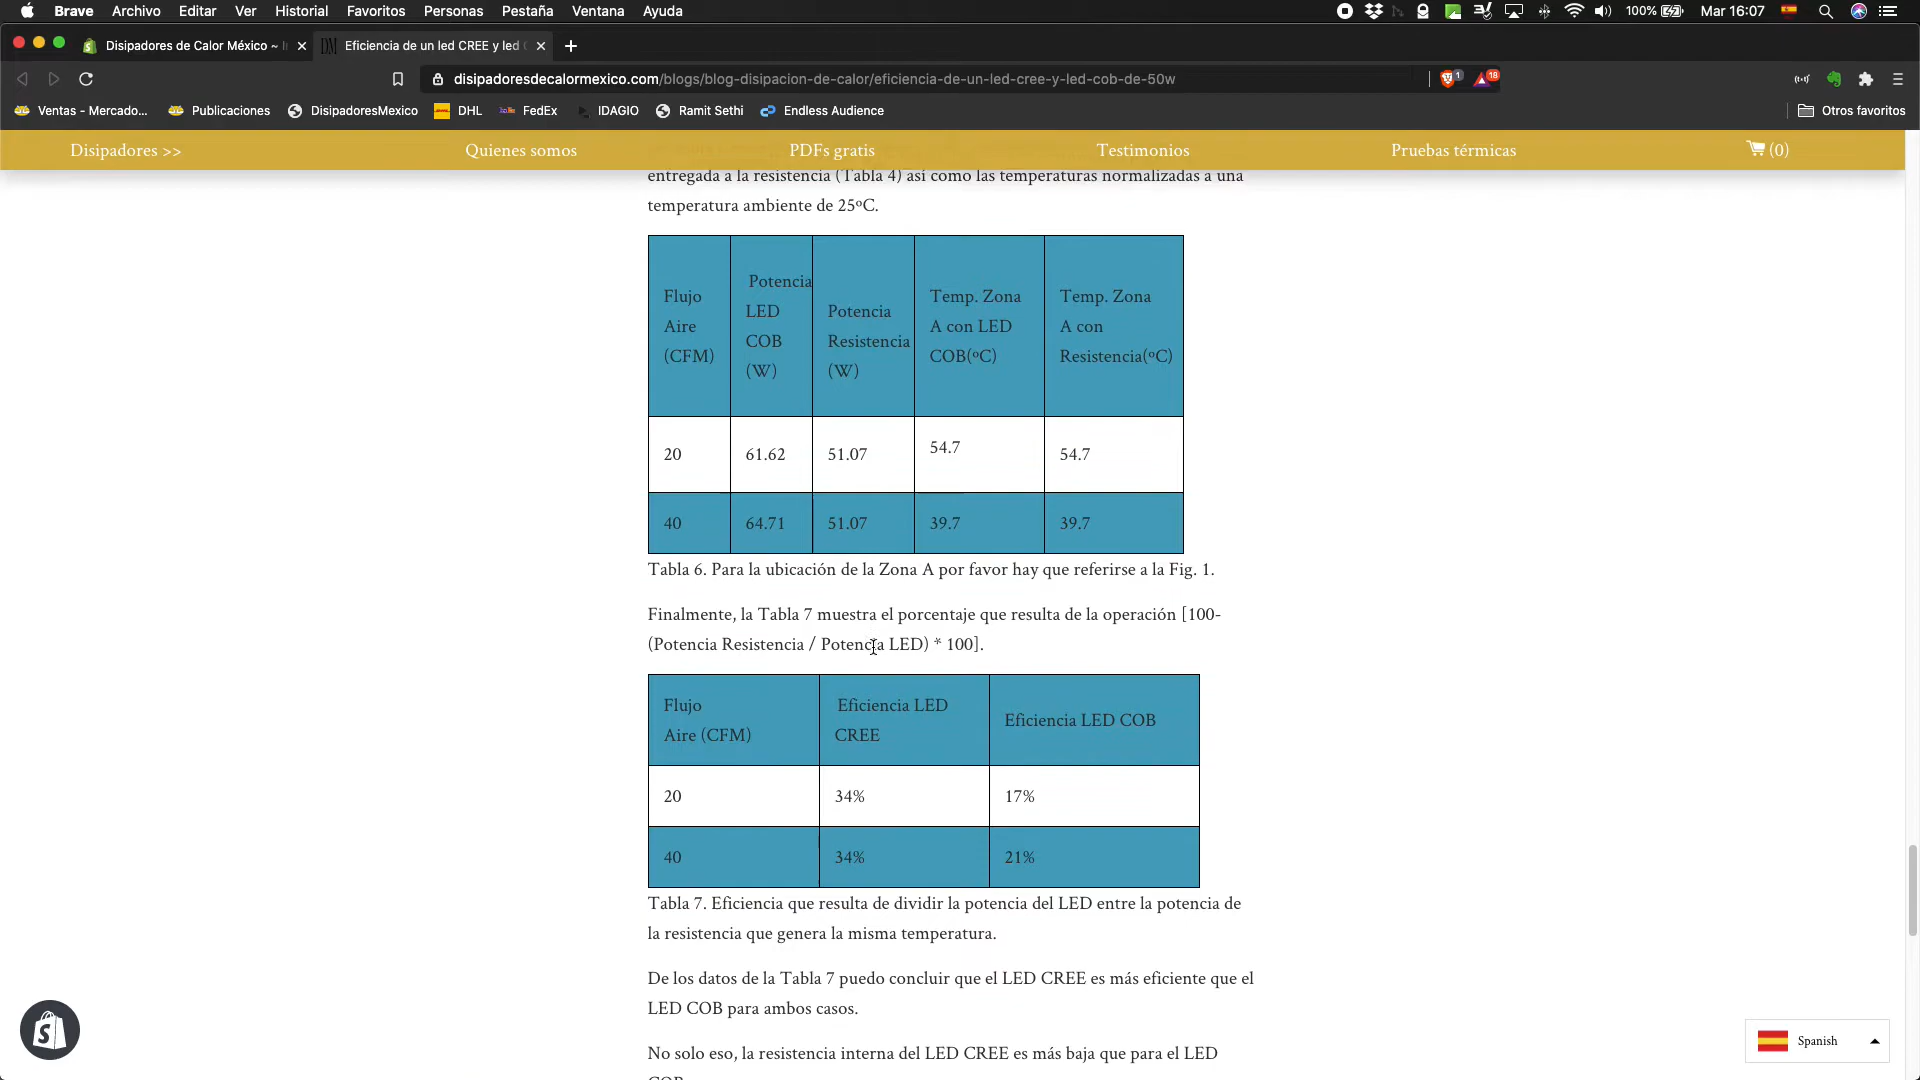 Brave Archivo Editar Ver Historial Favoritos Personas Pestaña Ventana Ayuda 100% Mar 16:07
Disipadores de Calor México ~ Eficiencia de un led CREE y led
disipadoresdecalormexico.com/blogs/blog-disipacion-de-calor/eficiencia-de-un-led-cree-y-led-cob-de-50w 1 18
Ventas - Mercado... Publicaciones DisipadoresMexico DHL FedEx IDAGIO Ramit Sethi Endless Audience Otros favoritos
Disipadores >> Quienes somos PDFs gratis Testimonios Pruebas térmicas (0)
entregada a la resistencia (Tabla 4) así como las temperaturas normalizadas a una
temperatura ambiente de 25ºC.
Flujo
Aire
(CFM)
Potencia
LED
COB
(W)
Potencia
Resistencia
(W)
Temp. Zona
A con LED
COB(ºC)
Temp. Zona
A con
Resistencia(ºC)
20 61.62 51.07 54.7 54.7
40 64.71 51.07 39.7 39.7
Tabla 6. Para la ubicación de la Zona A por favor hay que referirse a la Fig. 1.
Finalmente, la Tabla 7 muestra el porcentaje que resulta de la operación [100-
(Potencia Resistencia / Potencia LED) * 100].
Flujo
Aire (CFM)
Eficiencia LED
CREE
Eficiencia LED COB
20 34% 17%
40 34% 21%
Tabla 7. Eficiencia que resulta de dividir la potencia del LED entre la potencia de
la resistencia que genera la misma temperatura.
De los datos de la Tabla 7 puedo concluir que el LED CREE es más eficiente que el
LED COB para ambos casos.
No solo eso, la resistencia interna del LED CREE es más baja que para el LED
COB
Spanish